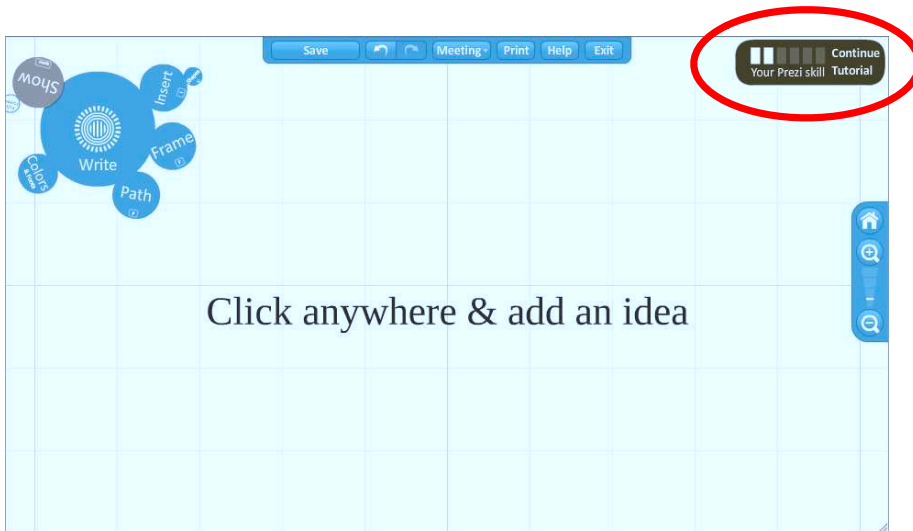 Save Meeting Print Help Exit
Continue
Your Prezi skill Tutorial
Show
Insert
Frame
F
Write
Colors
Path
P
Click anywhere & add an idea